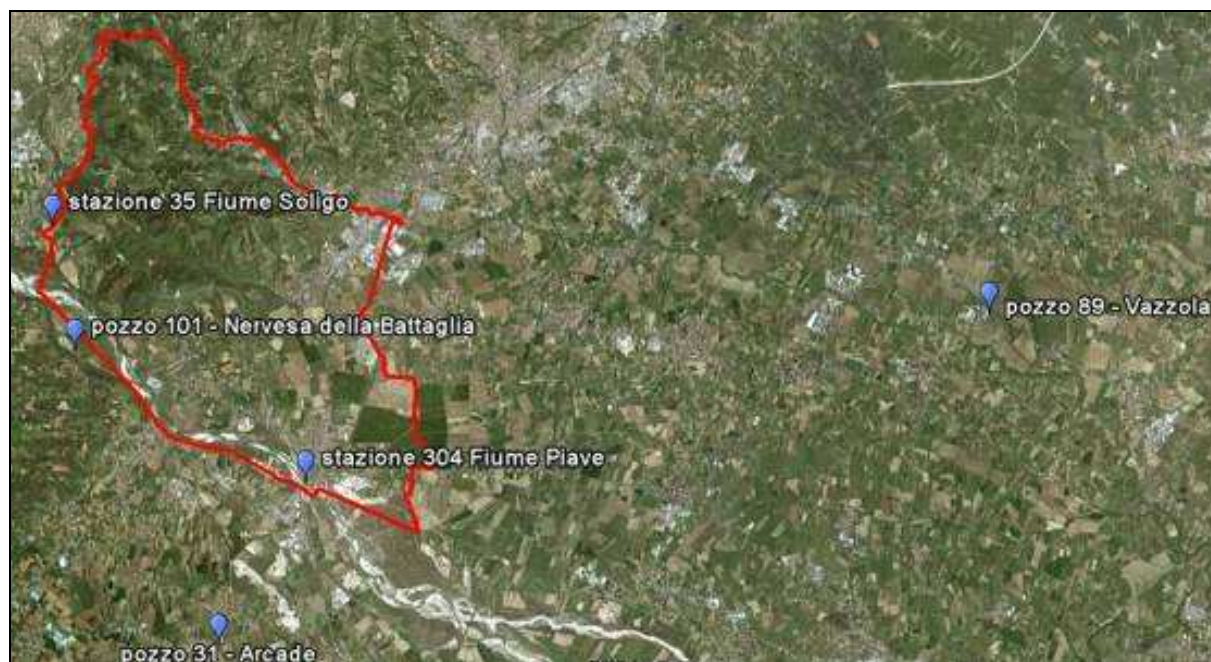 stazione 35 Fiume Soligo
pozzo 89 - Vazzola
pozzo 101 - Nervesa della Battaglia
stazione 304 Fiume Piave
pozzo 31 - Arcade